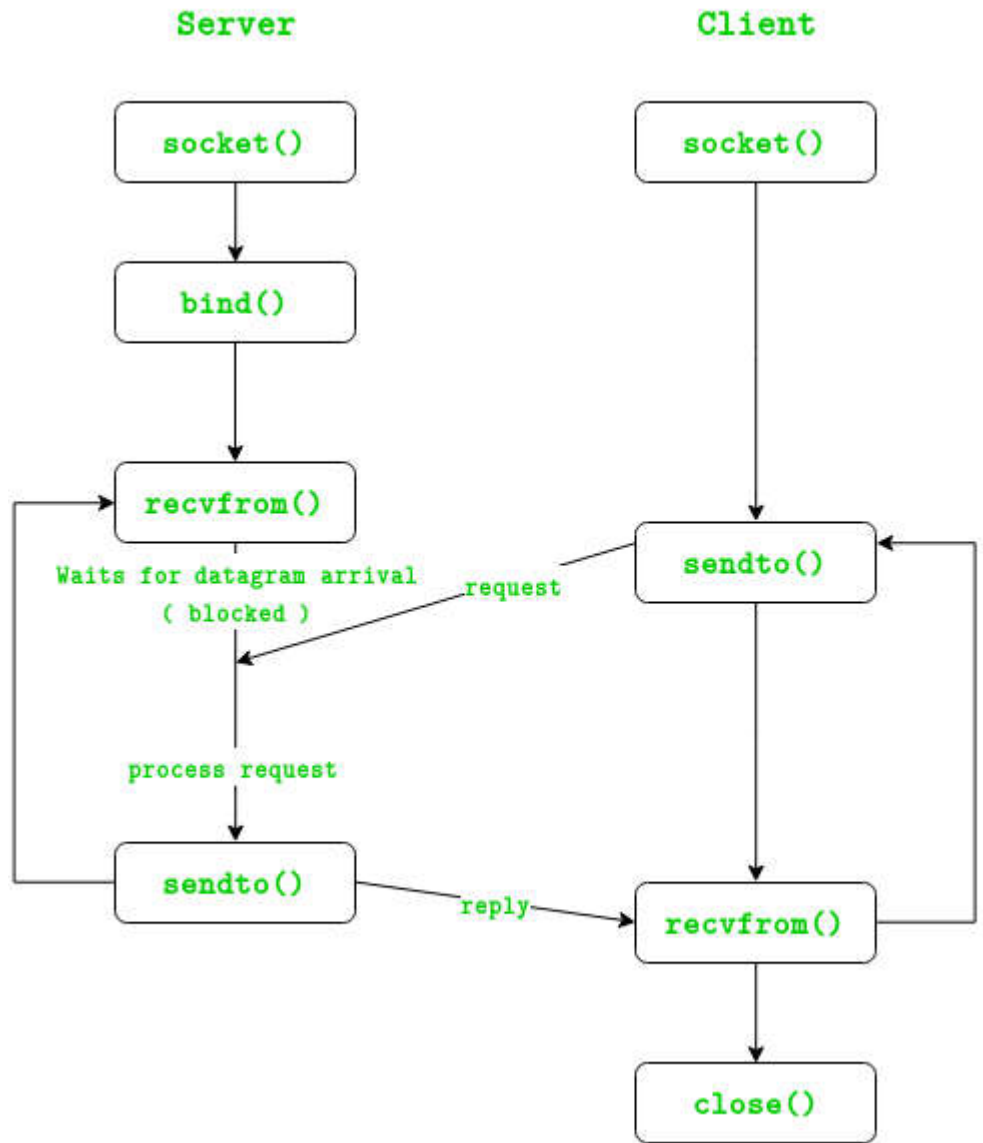 Server
Client
socket()
socket()
bind()
recvfrom()
Waits for datagram arrival
( blocked )
request
sendto()
process request
sendto()
reply
recvfrom()
close()